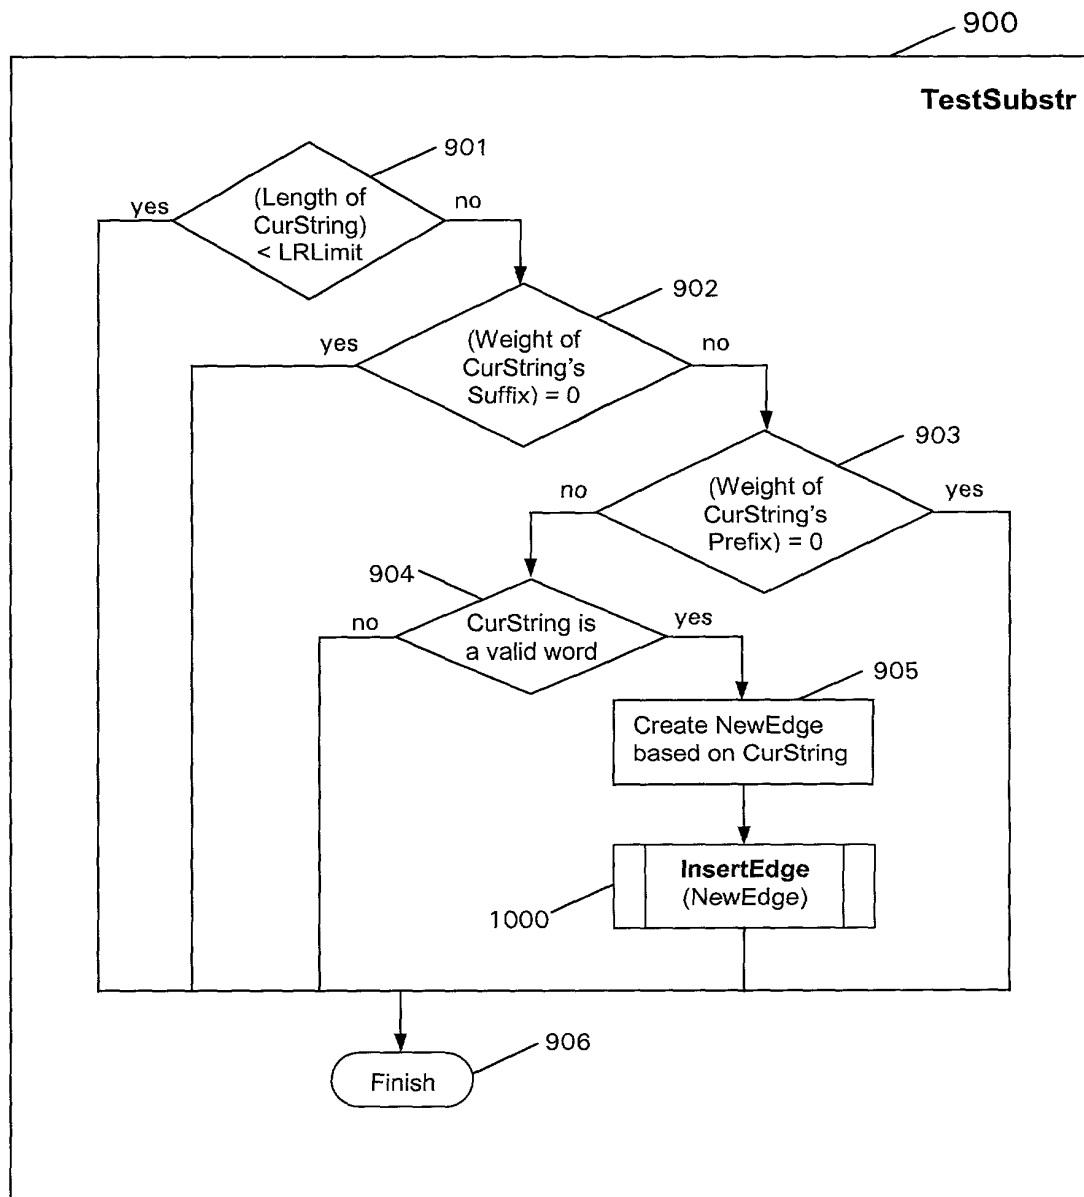 900
TestSubstr
901
yes
(Length of
CurString)
< LRLimit
no
902
yes
(Weight of
CurString's
Suffix) = 0
no
903
no
(Weight of
CurString's
Prefix) = 0
yes
904
no
CurString is
a valid word
yes
905
Create NewEdge
based on CurString
InsertEdge
(NewEdge)
1000
906
Finish